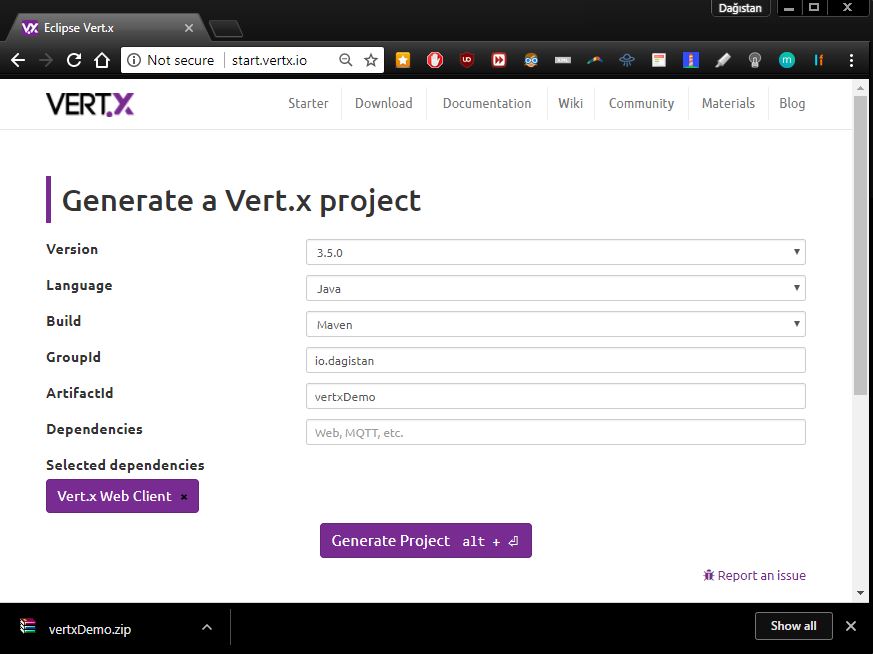 Dağıstan
Eclipse Vert.x
Not secure start.vertx.io
VERT.X Starter Download Documentation Wiki Community Materials Blog
Generate a Vert.x project
Version 3.5.0
Language Java
Build Maven
GroupId io.dagistan
ArtifactId vertxDemo
Dependencies Web, MQTT, etc.
Selected dependencies
Vert.x Web Client ×
Generate Project alt + ⏎
Report an issue
vertxDemo.zip Show all